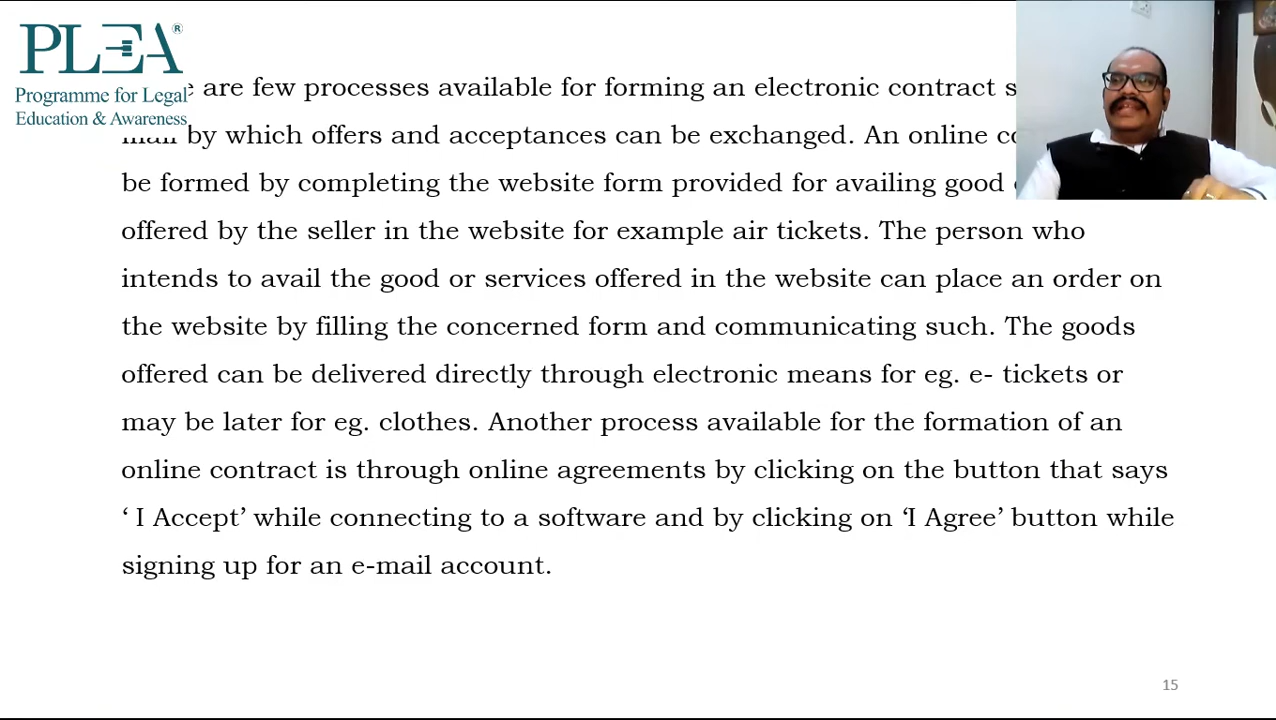 PLEA®
Programme for Legal
Education & Awareness
are few processes available for forming an electronic contract
by which offers and acceptances can be exchanged. An online
be formed by completing the website form provided for availing good
offered by the seller in the website for example air tickets. The person who
intends to avail the good or services offered in the website can place an order on
the website by filling the concerned form and communicating such. The goods
offered can be delivered directly through electronic means for eg. e- tickets or
may be later for eg. clothes. Another process available for the formation of an
online contract is through online agreements by clicking on the button that says
‘ I Accept’ while connecting to a software and by clicking on ‘I Agree’ button while
signing up for an e-mail account.
15